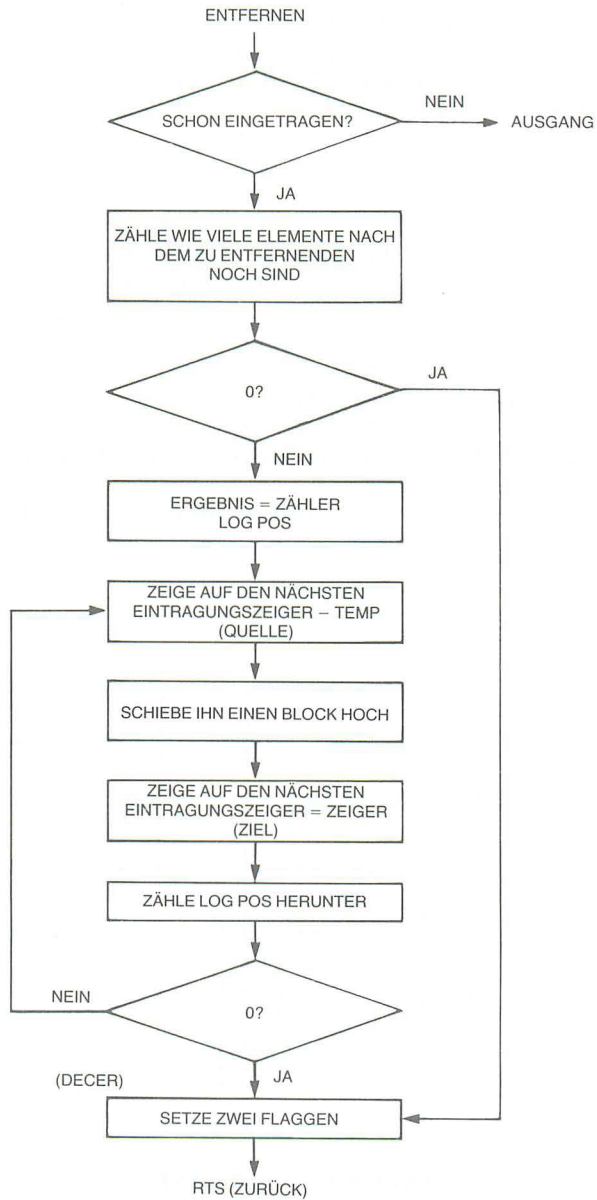 ENTFERNEN
SCHON EINGETRAGEN?
NEIN
AUSGANG
JA
ZÄHLE WIE VIELE ELEMENTE NACH
DEM ZU ENTFERNENDEN
NOCH SIND
0?
JA
NEIN
ERGEBNIS = ZÄHLER
LOG POS
ZEIGE AUF DEN NÄCHSTEN
EINTRAGUNGSZEIGER – TEMP
(QUELLE)
SCHIEBE IHN EINEN BLOCK HOCH
ZEIGE AUF DEN NÄCHSTEN
EINTRAGUNGSZEIGER = ZEIGER
(ZIEL)
ZÄHLE LOG POS HERUNTER
NEIN
0?
JA
(DECER)
SETZE ZWEI FLAGGEN
RTS (ZURÜCK)